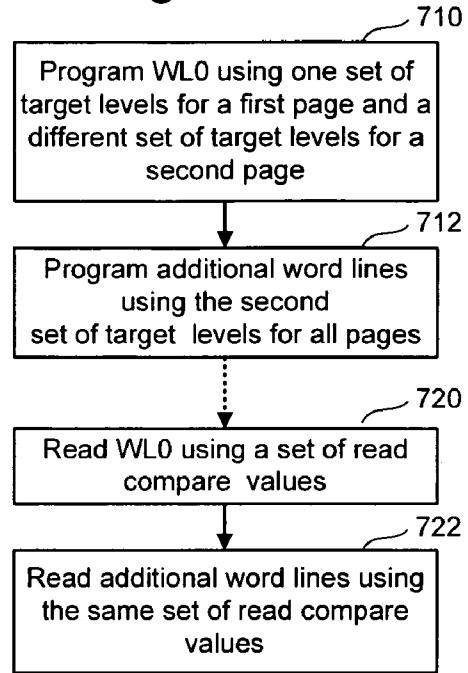 710
Program WL0 using one set of
target levels for a first page and a
different set of target levels for a
second page
712
Program additional word lines
using the second
set of target levels for all pages
720
Read WL0 using a set of read
compare values
722
Read additional word lines using
the same set of read compare
values